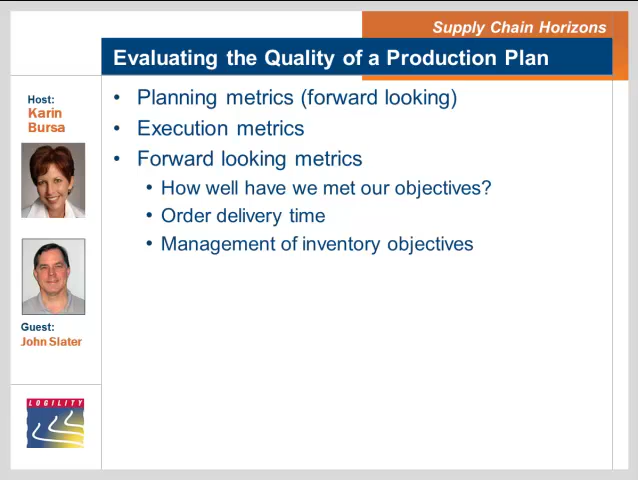 Supply Chain Horizons
Evaluating the Quality of a Production Plan
Host:
Karin
Bursa
Guest:
John Slater
LOGILITY
• Planning metrics (forward looking)
• Execution metrics
• Forward looking metrics
• How well have we met our objectives?
• Order delivery time
• Management of inventory objectives